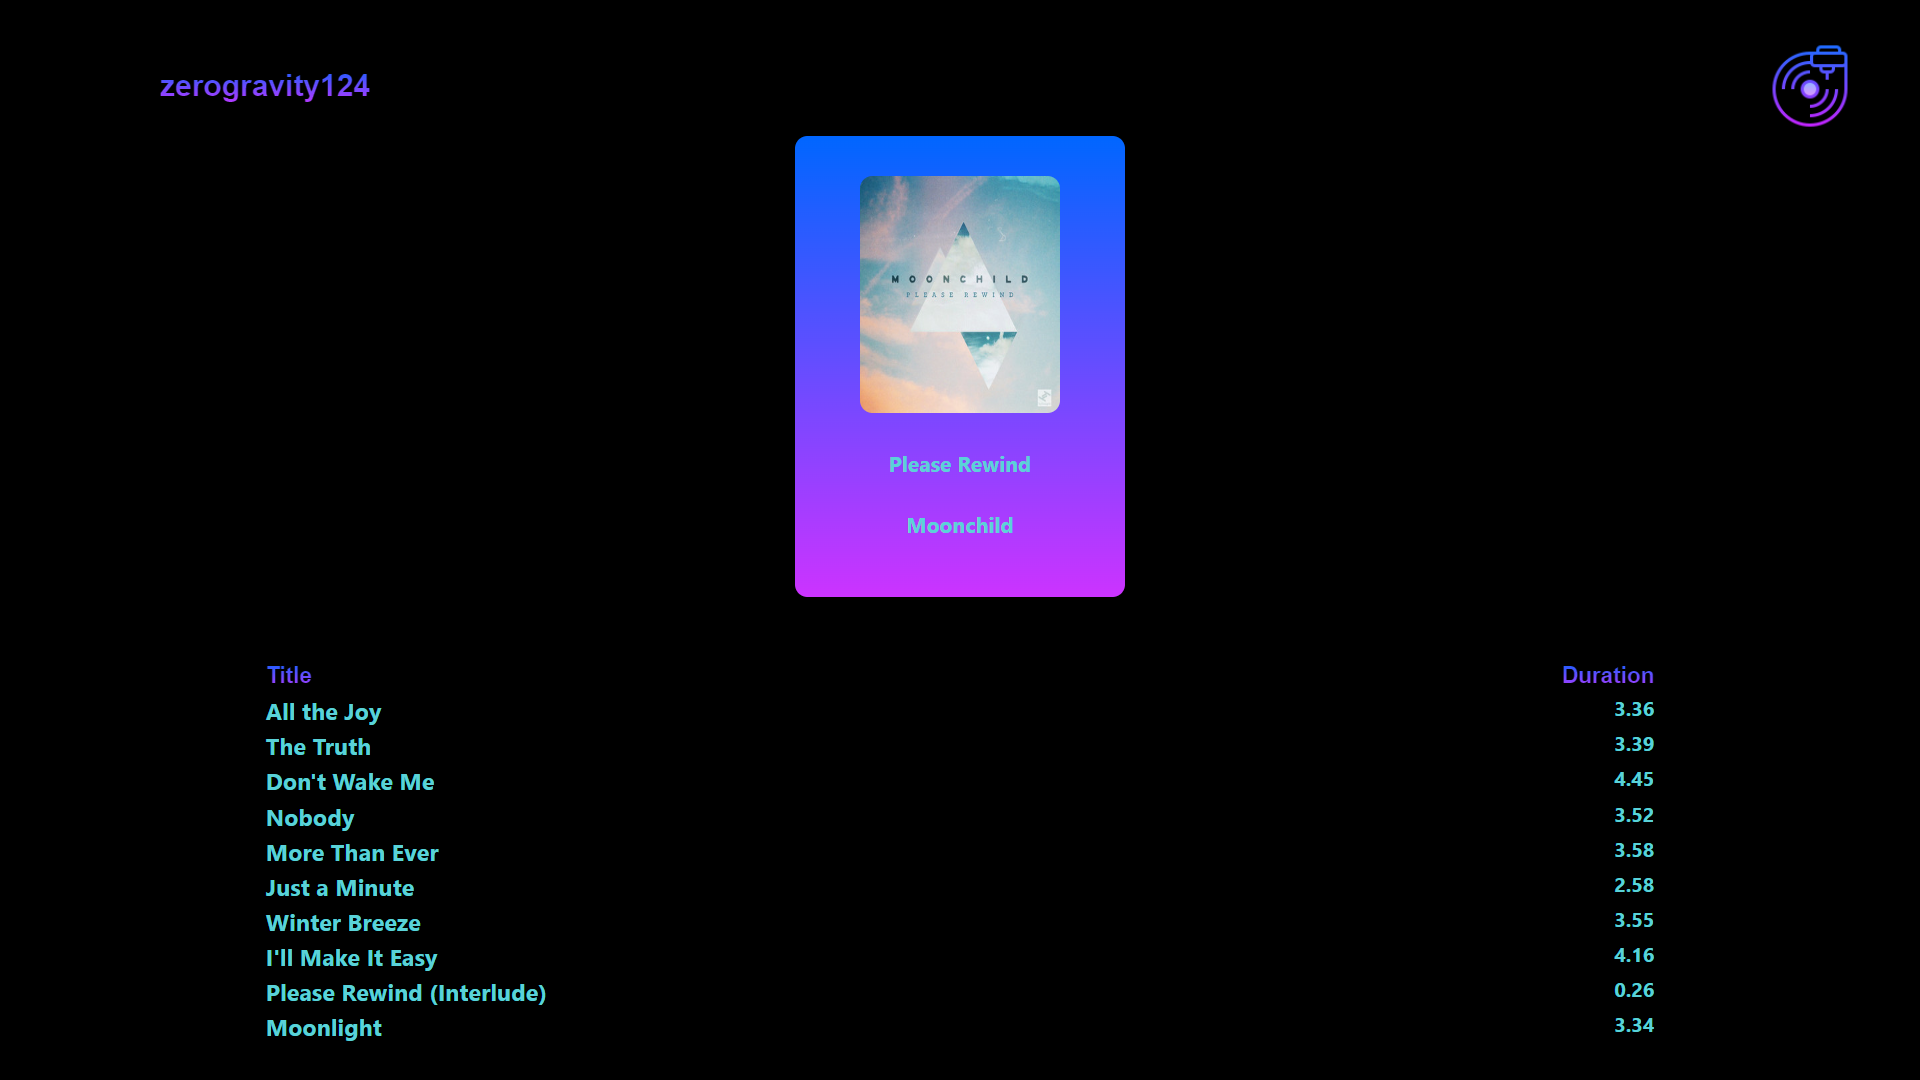 zerogravity124
MOONCHILD
PLEASE REWIND
Please Rewind
Moonchild
Title Duration
All the Joy 3.36
The Truth 3.39
Don't Wake Me 4.45
Nobody 3.52
More Than Ever 3.58
Just a Minute 2.58
Winter Breeze 3.55
I'll Make It Easy 4.16
Please Rewind (Interlude) 0.26
Moonlight 3.34